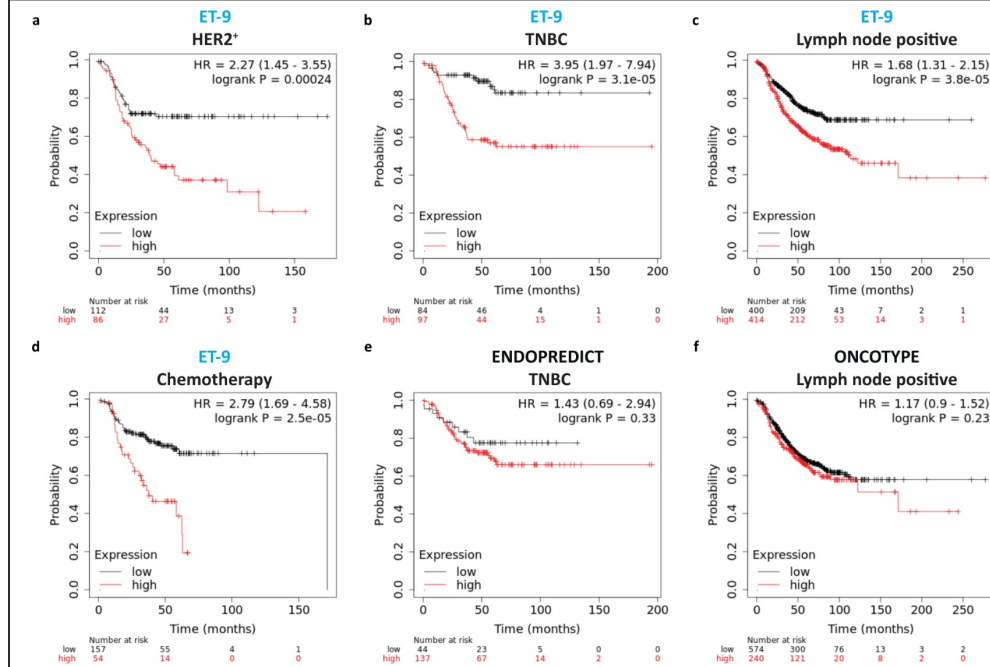 a
ET-9
HER2+
HR = 2.27 (1.45 - 3.55)
logrank P = 0.00024
Probability
1.0
0.8
0.6
0.4
0.2
0.0
Expression
low
high
0 50 100 150
Time (months)
Number at risk
low 112 44 13 3
high 86 27 5 1
b
ET-9
TNBC
HR = 3.95 (1.97 - 7.94)
logrank P = 3.1e-05
Probability
1.0
0.8
0.6
0.4
0.2
0.0
Expression
low
high
0 50 100 150 200
Time (months)
Number at risk
low 84 46 4 1 0
high 97 44 15 1 0
c
ET-9
Lymph node positive
HR = 1.68 (1.31 - 2.15)
logrank P = 3.8e-05
Probability
1.0
0.8
0.6
0.4
0.2
0.0
Expression
low
high
0 50 100 150 200 250
Time (months)
Number at risk
low 400 209 43 7 2 1
high 414 212 53 14 3 1
d
ET-9
Chemotherapy
HR = 2.79 (1.69 - 4.58)
logrank P = 2.5e-05
Probability
1.0
0.8
0.6
0.4
0.2
0.0
Expression
low
high
0 50 100 150
Time (months)
Number at risk
low 157 55 4 1
high 54 14 0 0
e
ENDOPREDICT
TNBC
HR = 1.43 (0.69 - 2.94)
logrank P = 0.33
Probability
1.0
0.8
0.6
0.4
0.2
0.0
Expression
low
high
0 50 100 150 200
Time (months)
Number at risk
low 44 23 5 0 0
high 137 67 14 2 0
f
ONCOTYPE
Lymph node positive
HR = 1.17 (0.9 - 1.52)
logrank P = 0.23
Probability
1.0
0.8
0.6
0.4
0.2
0.0
Expression
low
high
0 50 100 150 200 250
Time (months)
Number at risk
low 574 300 76 13 3 2
high 240 121 20 8 2 0